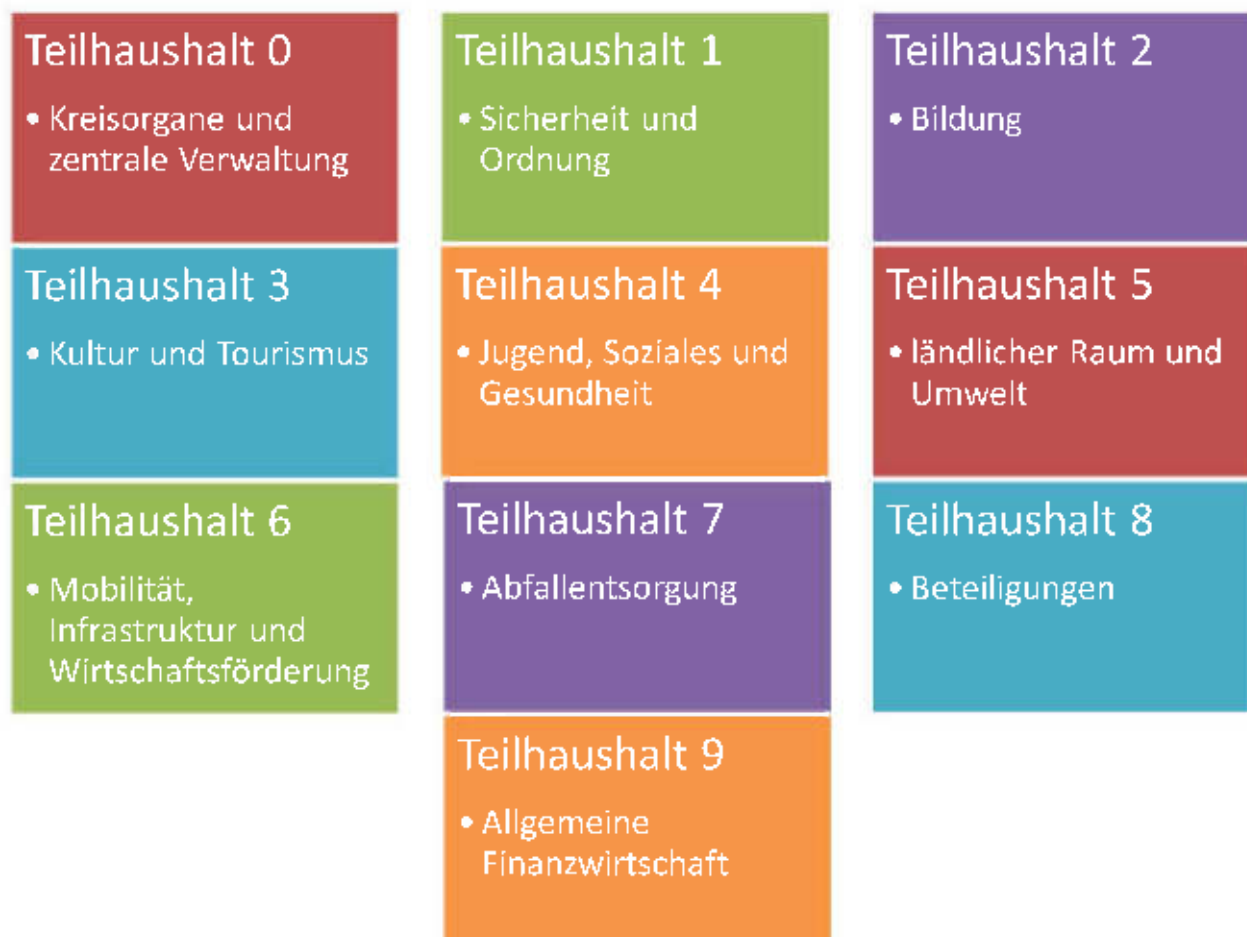 Teilhaushalt 0
• Kreisorgane und
zentrale Verwaltung
Teilhaushalt 1
• Sicherheit und
Ordnung
Teilhaushalt 2
• Bildung
Teilhaushalt 3
• Kultur und Tourismus
Teilhaushalt 4
• Jugend, Soziales und
Gesundheit
Teilhaushalt 5
• ländlicher Raum und
Umwelt
Teilhaushalt 6
• Mobilität,
Infrastruktur und
Wirtschaftsförderung
Teilhaushalt 7
• Abfallentsorgung
Teilhaushalt 8
• Beteiligungen
Teilhaushalt 9
• Allgemeine
Finanzwirtschaft